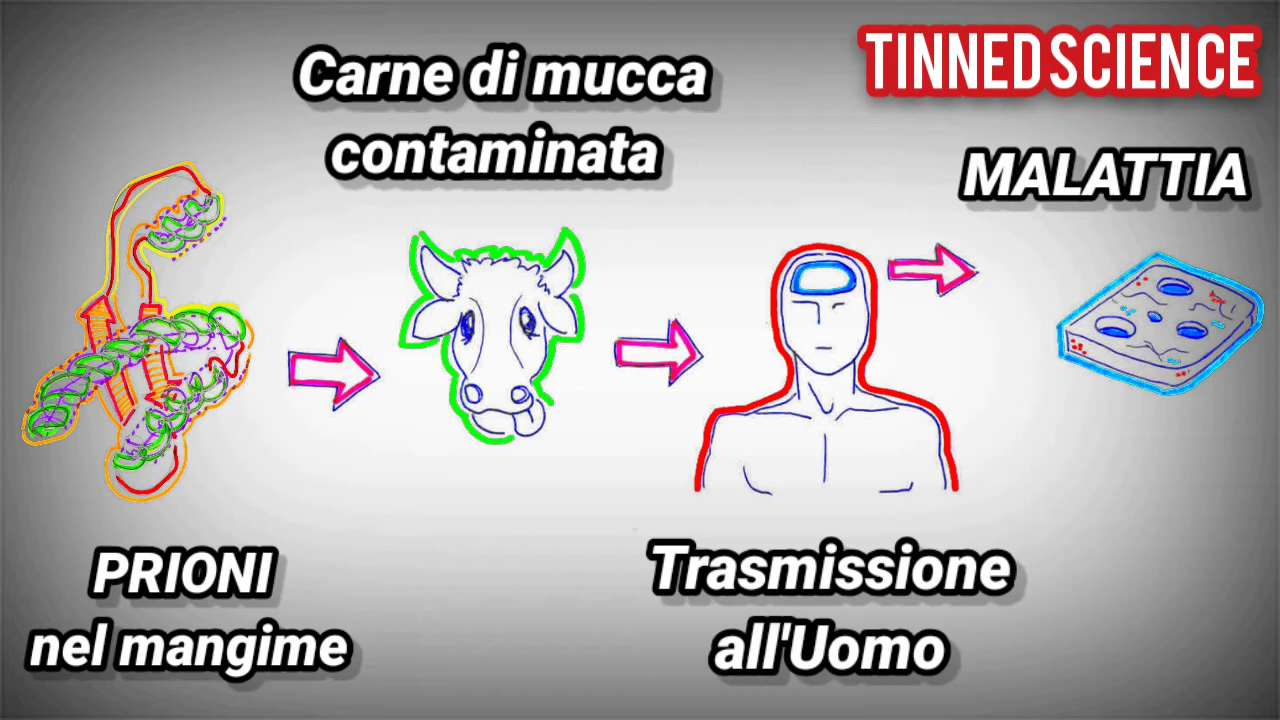 TINNED SCIENCE
Carne di mucca
contaminata
MALATTIA
PRIONI
nel mangime
Trasmissione
all'Uomo